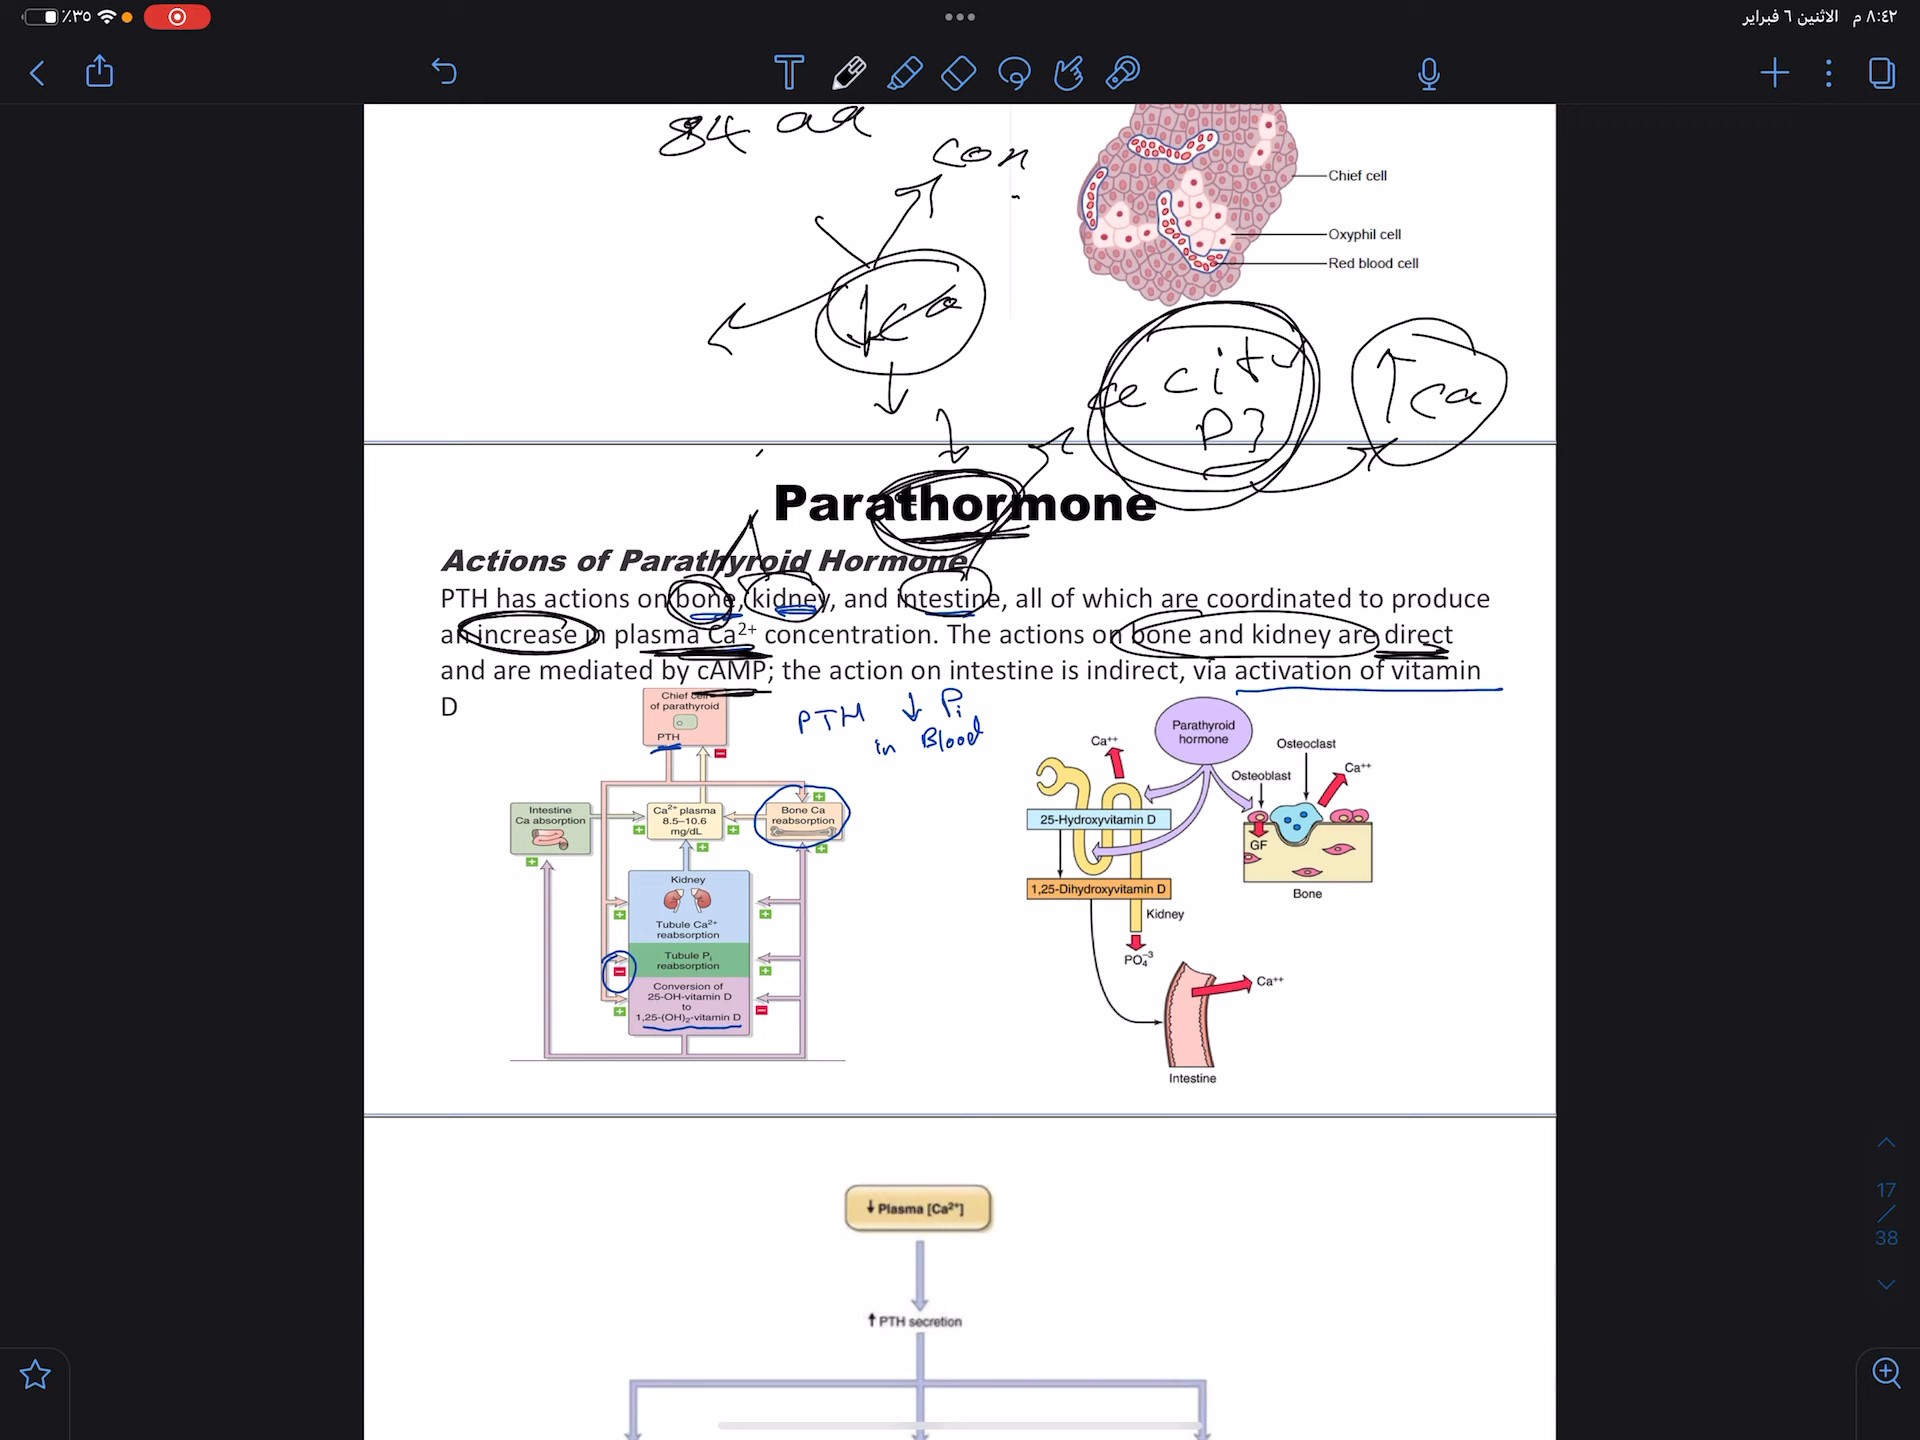 ٪٣٥
٨:٤٢ م الاثنين ٦ فبراير
84 aa
con
Chief cell
Oxyphil cell
Red blood cell
↓ca
D3
↑ca
Parathormone
Actions of Parathyroid Hormone
PTH has actions on bone, kidney, and intestine, all of which are coordinated to produce
an increase in plasma Ca²⁺ concentration. The actions on bone and kidney are direct
and are mediated by cAMP; the action on intestine is indirect, via activation of vitamin
D
PTH ↓ Pi
in Blood
Chief cell
of parathyroid
PTH
Intestine
Ca absorption
Ca²⁺ plasma
8.5–10.6
mg/dL
Bone Ca
reabsorption
Kidney
Tubule Ca²⁺
reabsorption
Tubule Pi
reabsorption
Conversion of
25-OH-vitamin D
to
1,25-(OH)₂-vitamin D
Parathyroid
hormone
Ca⁺⁺
Osteoclast
Osteoblast
Ca⁺⁺
25-Hydroxyvitamin D
GF
1,25-Dihydroxyvitamin D
Bone
Kidney
PO₄⁻³
Ca⁺⁺
Intestine
↓ Plasma [Ca²⁺]
↑ PTH secretion
17
/
38